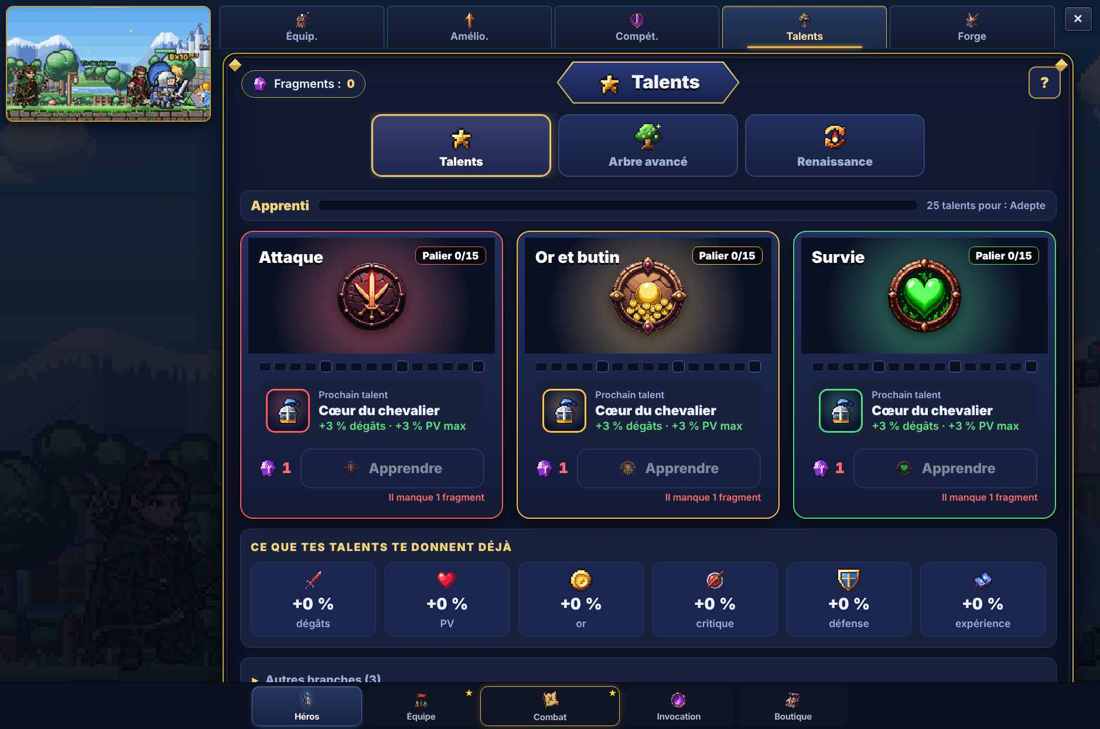 Équip.
Amélio.
Compét.
Talents
Forge
×
Fragments : 0
Talents
?
Talents
Arbre avancé
Renaissance
Apprenti
25 talents pour : Adepte
Attaque
Palier 0/15
Prochain talent
Cœur du chevalier
+3 % dégâts · +3 % PV max
1
Apprendre
Il manque 1 fragment
Or et butin
Palier 0/15
Prochain talent
Cœur du chevalier
+3 % dégâts · +3 % PV max
1
Apprendre
Il manque 1 fragment
Survie
Palier 0/15
Prochain talent
Cœur du chevalier
+3 % dégâts · +3 % PV max
1
Apprendre
Il manque 1 fragment
CE QUE TES TALENTS TE DONNENT DÉJÀ
+0 %
dégâts
+0 %
PV
+0 %
or
+0 %
critique
+0 %
défense
+0 %
expérience
Autres branches (3)
Héros
Équipe
Combat
Invocation
Boutique